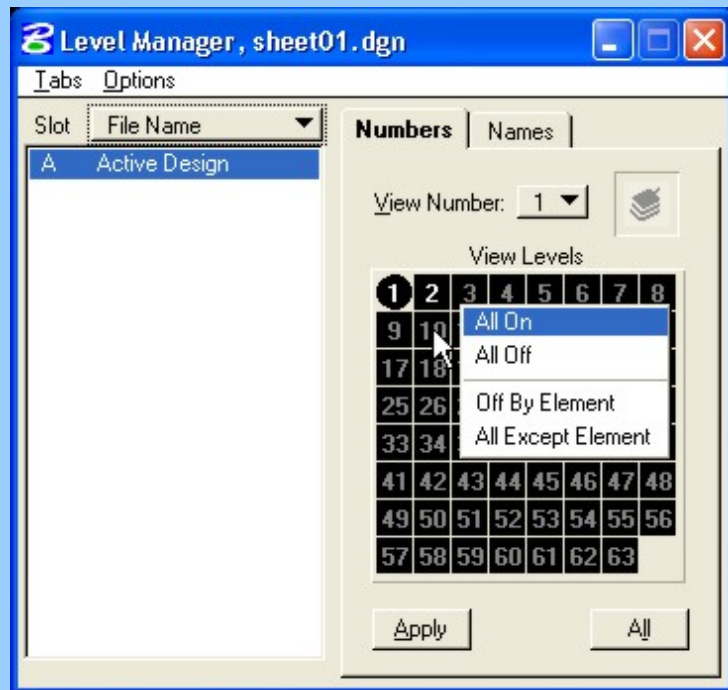 Level Manager, sheet01.dgn
Tabs Options
Slot File Name
A Active Design
Numbers Names
View Number: 1
View Levels
1 2 3 4 5 6 7 8
9 10
17 18
25 26
33 34
All On
All Off
Off By Element
All Except Element
41 42 43 44 45 46 47 48
49 50 51 52 53 54 55 56
57 58 59 60 61 62 63
Apply All